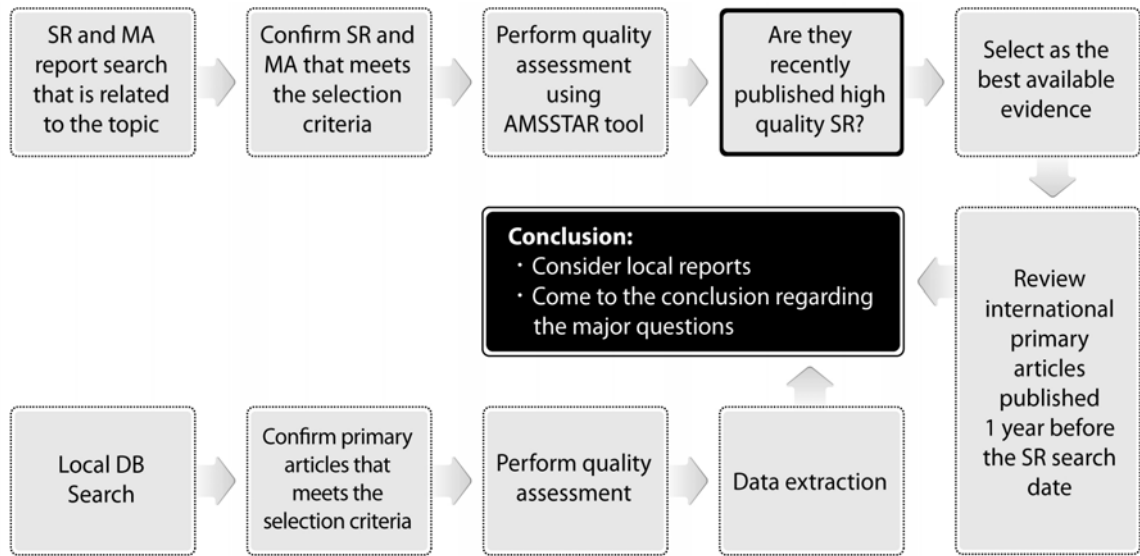 SR and MA
report search
that is related
to the topic
Confirm SR and
MA that meets
the selection
criteria
Perform quality
assessment
using
AMSSTAR tool
Are they
recently
published high
quality SR?
Select as the
best available
evidence
Review
international
primary
articles
published
1 year before
the SR search
date
Conclusion:
· Consider local reports
· Come to the conclusion regarding
the major questions
Local DB
Search
Confirm primary
articles that
meets the
selection criteria
Perform quality
assessment
Data extraction